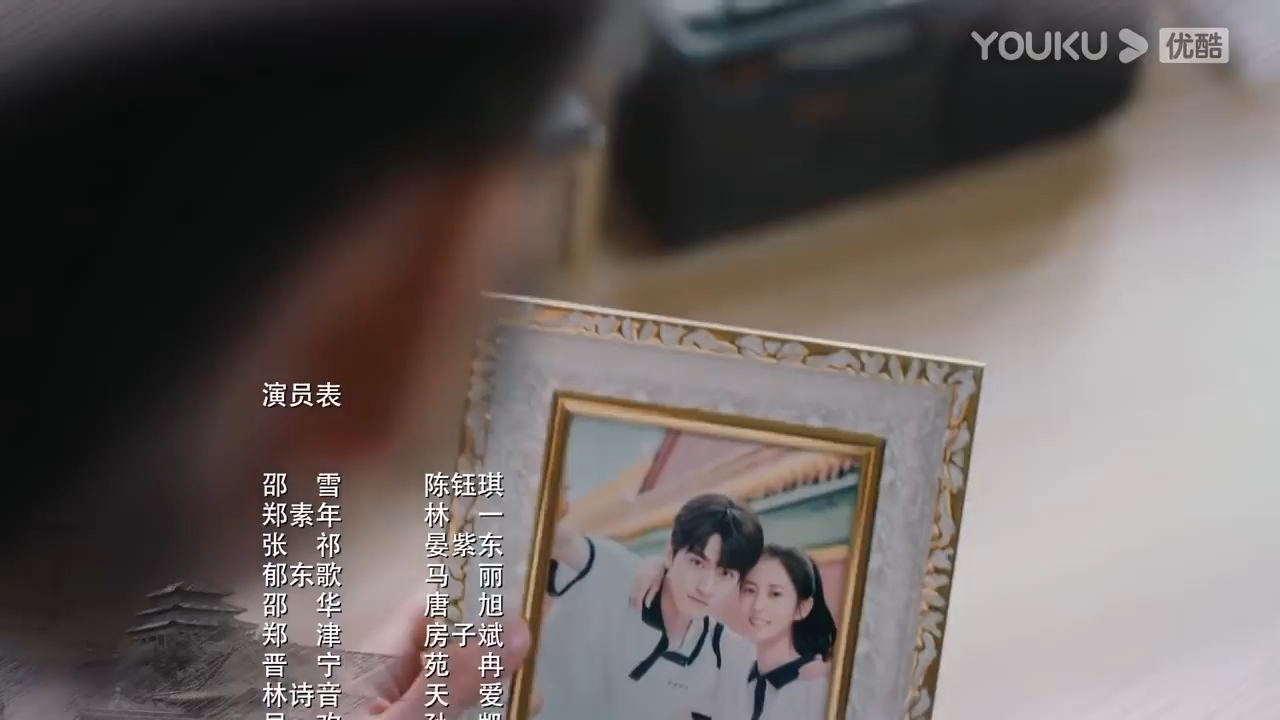 YOUKU 优酷
演员表
邵 雪 陈钰琪
郑素年 林 一
张 祁 晏紫东
郁东歌 马 丽
邵 华 唐 旭
郑 津 房子斌
晋 宁 苑 冉
林诗音 天 爱